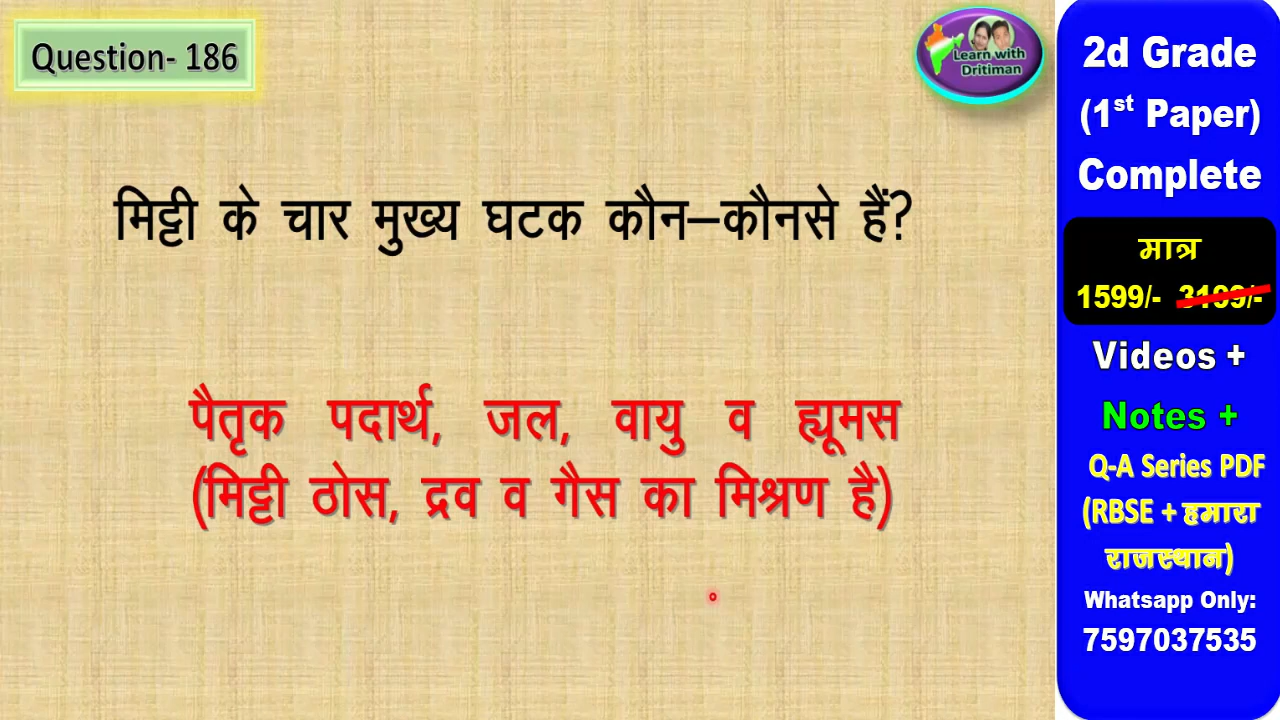 Question- 186
Learn with
Dritiman
मिट्टी के चार मुख्य घटक कौन–कौनसे हैं?
पैतृक पदार्थ, जल, वायु व ह्यूमस
(मिट्टी ठोस, द्रव व गैस का मिश्रण है)
2d Grade
(1st Paper)
Complete
मात्र
1599/- 3199/-
Videos +
Notes +
Q-A Series PDF
(RBSE + हमारा
राजस्थान)
Whatsapp Only:
7597037535